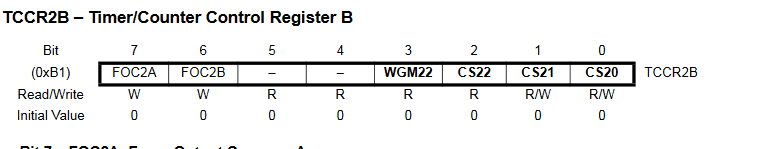 TCCR2B – Timer/Counter Control Register B
Bit 7 6 5 4 3 2 1 0
(0xB1) FOC2A FOC2B – – WGM22 CS22 CS21 CS20 TCCR2B
Read/Write W W R R R R R/W R/W
Initial Value 0 0 0 0 0 0 0 0